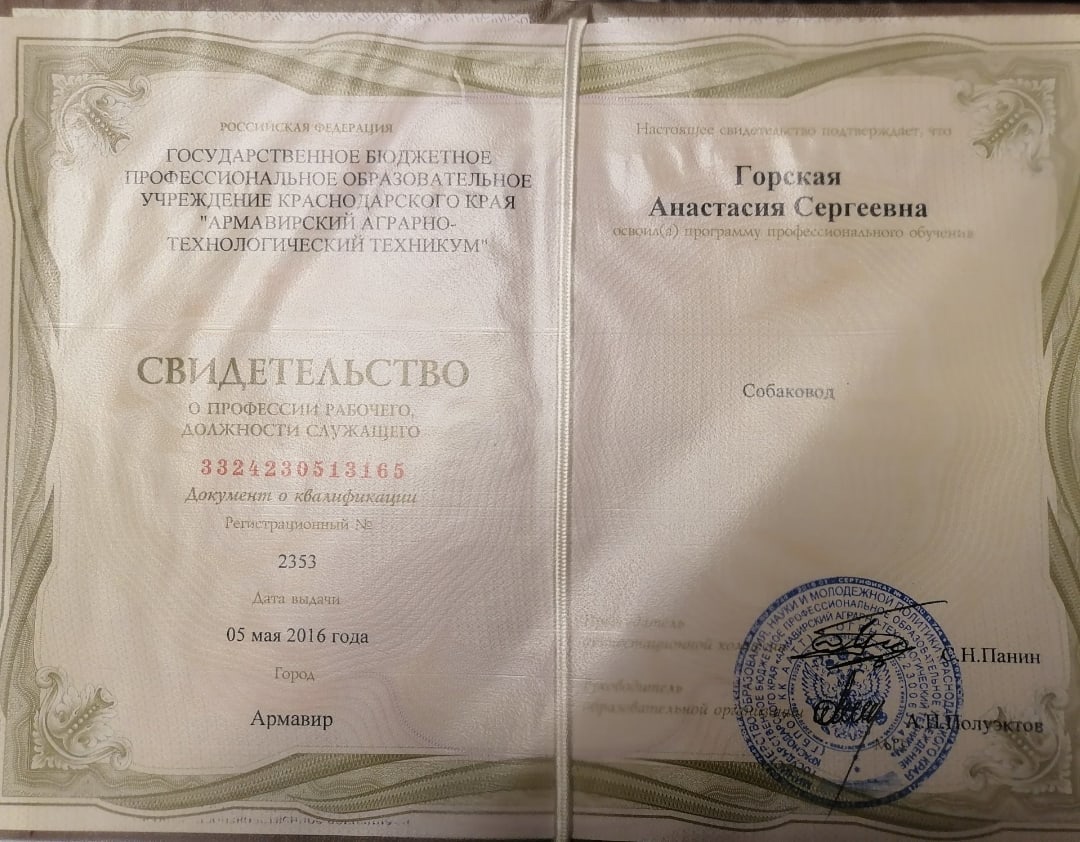 РОССИЙСКАЯ ФЕДЕРАЦИЯ
ГОСУДАРСТВЕННОЕ БЮДЖЕТНОЕ
ПРОФЕССИОНАЛЬНОЕ ОБРАЗОВАТЕЛЬНОЕ
УЧРЕЖДЕНИЕ КРАСНОДАРСКОГО КРАЯ
"АРМАВИРСКИЙ АГРАРНО-
ТЕХНОЛОГИЧЕСКИЙ ТЕХНИКУМ"
СВИДЕТЕЛЬСТВО
О ПРОФЕССИИ РАБОЧЕГО,
ДОЛЖНОСТИ СЛУЖАЩЕГО
3324230513165
Документ о квалификации
Регистрационный №
2353
Дата выдачи
05 мая 2016 года
Город
Армавир
Настоящее свидетельство подтверждает, что
Горская
Анастасия Сергеевна
освоил(а) программу профессионального обучения
Собаковод
Председатель
аттестационной
С.Н.Панин
Руководитель
образовательной организации
А.П.Полуэктов